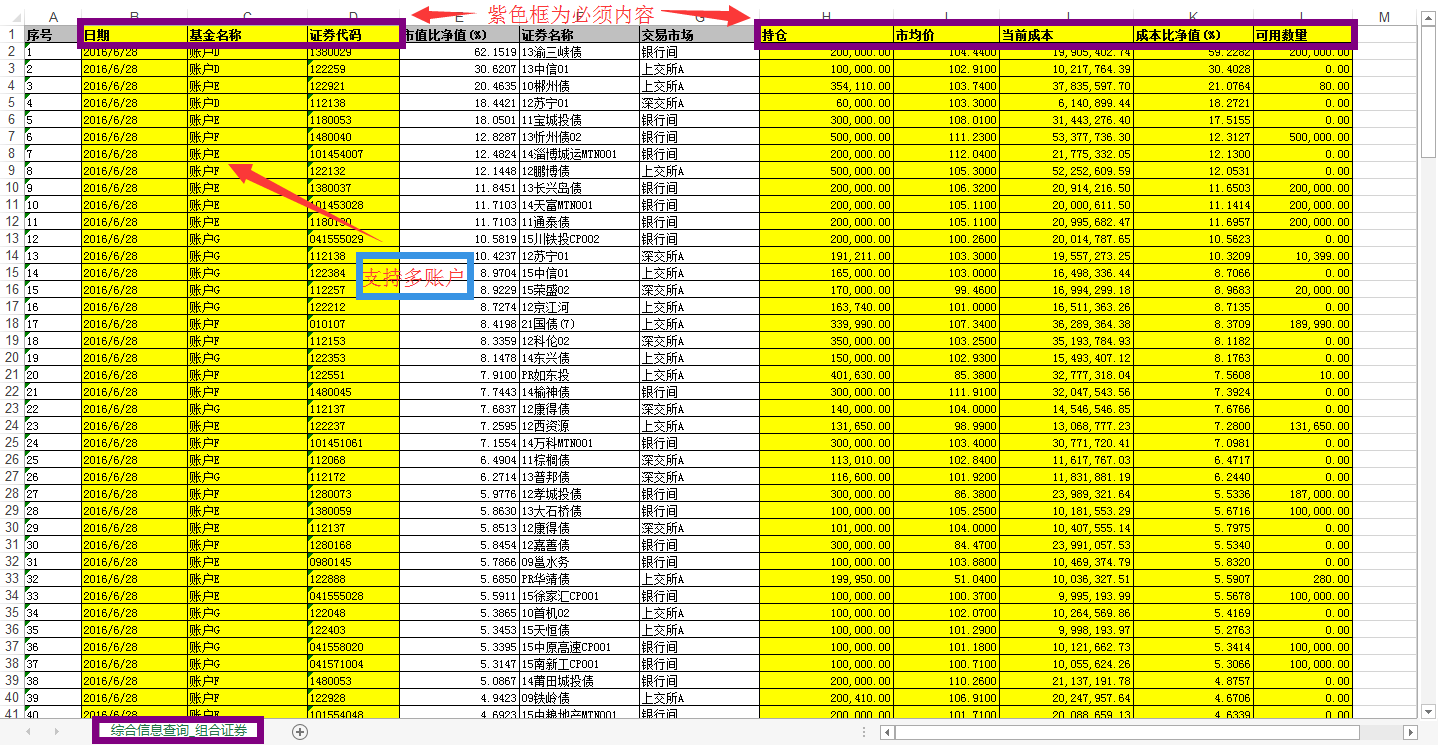 紫色框为必须内容
A B C D E F G H I J K L M
1 序号 日期 基金名称 证券代码 市值比净值(%) 证券名称 交易市场 持仓 市均价 当前成本 成本比净值(%) 可用数量
2 1 2016/6/28 账户D 1380029 62.1519 13渝三峡债 银行间 200,000.00 104.4400 19,905,402.74 59.2282 200,000.00
3 2 2016/6/28 账户D 122259 30.6207 13中信01 上交所A 100,000.00 102.9100 10,217,764.39 30.4028 0.00
4 3 2016/6/28 账户E 122921 20.4635 10郴州债 上交所A 354,110.00 103.7400 37,835,597.70 21.0764 80.00
5 4 2016/6/28 账户D 112138 18.4421 12苏宁01 深交所A 60,000.00 103.3000 6,140,899.44 18.2721 0.00
6 5 2016/6/28 账户E 1180053 18.0501 11宝城投债 银行间 300,000.00 108.0100 31,443,276.40 17.5155 0.00
7 6 2016/6/28 账户F 1480040 12.8287 13忻州债02 银行间 500,000.00 111.2300 53,377,736.30 12.3127 500,000.00
8 7 2016/6/28 账户E 101454007 12.4824 14淄博城运MTN001 银行间 200,000.00 112.0400 21,775,332.05 12.1300 0.00
9 8 2016/6/28 账户F 122132 12.1448 12鹏博债 上交所A 500,000.00 105.3000 52,252,609.59 12.0531 0.00
10 9 2016/6/28 账户E 1380037 11.8451 13长兴岛债 银行间 200,000.00 106.3200 20,914,216.50 11.6503 200,000.00
11 10 2016/6/28 账户E 101453028 11.7103 14天富MTN001 银行间 200,000.00 105.1100 20,000,611.50 11.1414 200,000.00
12 11 2016/6/28 账户E 11.7103 11通泰债 银行间 200,000.00 105.1100 20,995,682.47 11.6957 200,000.00
13 12 2016/6/28 账户G 041555029 10.5819 15川铁投CP002 银行间 200,000.00 100.2600 20,014,787.65 10.5623 0.00
14 13 2016/6/28 账户G 112138 10.4237 12苏宁01 深交所A 191,211.00 103.3000 19,557,273.25 10.3209 10,399.00
15 14 2016/6/28 账户G 122384 支持多账户 8.9704 15中信01 上交所A 165,000.00 103.0000 16,498,336.44 8.7066 0.00
16 15 2016/6/28 账户G 112257 8.9229 15荣盛02 深交所A 170,000.00 99.4600 16,994,299.18 8.9683 20,000.00
17 16 2016/6/28 账户G 122212 8.7274 12京江河 上交所A 163,740.00 101.0000 16,511,363.26 8.7135 0.00
18 17 2016/6/28 账户F 010107 8.4198 21国债(7) 上交所A 339,990.00 107.3400 36,289,364.38 8.3709 189,990.00
19 18 2016/6/28 账户F 112153 8.3359 12科伦02 深交所A 350,000.00 103.2500 35,193,784.93 8.1182 0.00
20 19 2016/6/28 账户G 122353 8.1478 14东兴债 上交所A 150,000.00 102.9300 15,493,407.12 8.1763 0.00
21 20 2016/6/28 账户F 122551 7.9100 PR如东投 上交所A 401,630.00 85.3800 32,777,318.04 7.5608 10.00
22 21 2016/6/28 账户F 1480045 7.7443 14榆神债 银行间 300,000.00 111.9100 32,047,543.56 7.3924 0.00
23 22 2016/6/28 账户G 112137 7.6837 12康得债 深交所A 140,000.00 104.0000 14,546,546.85 7.6766 0.00
24 23 2016/6/28 账户E 122237 7.2595 12西资源 上交所A 131,650.00 98.9900 13,068,777.23 7.2800 131,650.00
25 24 2016/6/28 账户F 101451061 7.1554 14万科MTN001 银行间 300,000.00 103.4000 30,771,720.41 7.0981 0.00
26 25 2016/6/28 账户E 112068 6.4904 11棕榈债 深交所A 113,010.00 102.8400 11,617,767.03 6.4717 0.00
27 26 2016/6/28 账户G 112172 6.2714 13普邦债 深交所A 116,600.00 101.9200 11,831,881.19 6.2440 0.00
28 27 2016/6/28 账户F 1280073 5.9776 12孝城投债 银行间 300,000.00 86.3800 23,989,321.64 5.5336 187,000.00
29 28 2016/6/28 账户E 1380059 5.8630 13大石桥债 银行间 100,000.00 105.2500 10,181,553.29 5.6716 100,000.00
30 29 2016/6/28 账户E 112137 5.8513 12康得债 深交所A 101,000.00 104.0000 10,407,555.14 5.7975 0.00
31 30 2016/6/28 账户F 1280168 5.8454 12嘉善债 银行间 300,000.00 84.4700 23,991,057.53 5.5340 0.00
32 31 2016/6/28 账户E 0980145 5.7866 09邕水务 银行间 100,000.00 103.8800 10,469,374.79 5.8320 0.00
33 32 2016/6/28 账户E 122888 5.6850 PR华靖债 上交所A 199,950.00 51.0400 10,036,327.51 5.5907 280.00
34 33 2016/6/28 账户E 041555028 5.5911 15徐家汇CP001 银行间 100,000.00 100.3700 9,995,193.99 5.5678 100,000.00
35 34 2016/6/28 账户G 122048 5.3865 10首机02 上交所A 100,000.00 102.0700 10,264,569.86 5.4169 0.00
36 35 2016/6/28 账户G 122403 5.3453 15天恒债 上交所A 100,000.00 101.2900 9,998,193.97 5.2763 0.00
37 36 2016/6/28 账户G 041558020 5.3395 15中原高速CP001 银行间 100,000.00 101.1800 10,121,662.73 5.3414 100,000.00
38 37 2016/6/28 账户G 041571004 5.3147 15南新工CP001 银行间 100,000.00 100.7100 10,055,624.26 5.3066 100,000.00
39 38 2016/6/28 账户F 1480053 5.0867 14莆田城投债 银行间 200,000.00 110.2600 21,137,191.78 4.8757 0.00
40 39 2016/6/28 账户F 122928 4.9423 09铁岭债 上交所A 200,410.00 106.9100 20,247,957.64 4.6706 0.00
41 40 2016/6/28 账户F 101554048 4.6923 15中粮地产MTN001 银行间 200,000.00 101.7100 20,088,659.13 4.6339 0.00
综合信息查询_组合证券